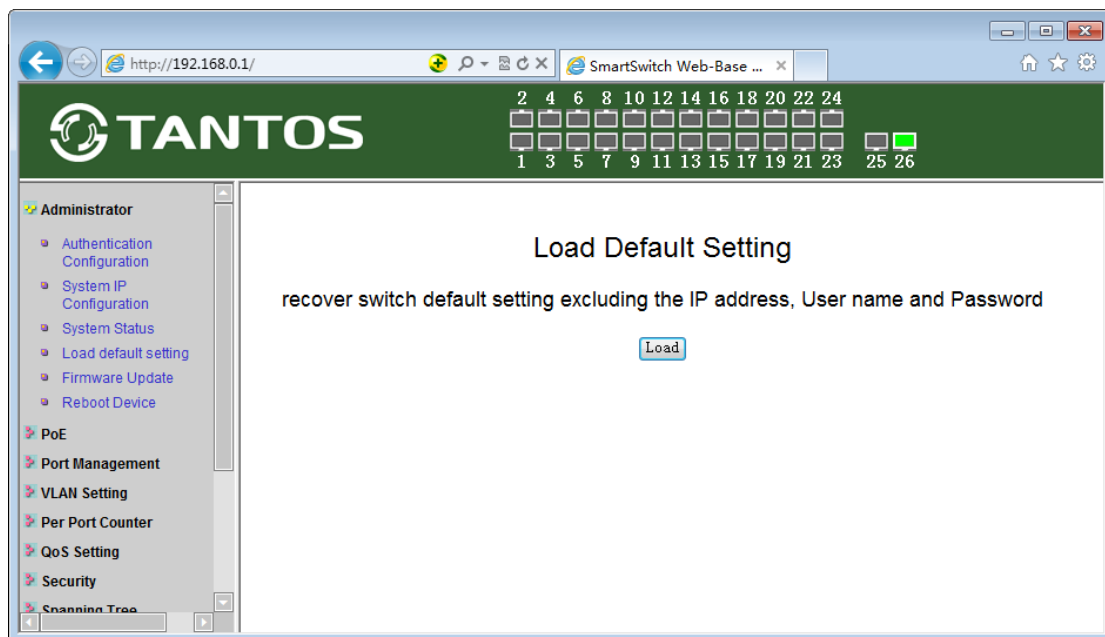 http://192.168.0.1/
SmartSwitch Web-Base ...
TANTOS
2 4 6 8 10 12 14 16 18 20 22 24
1 3 5 7 9 11 13 15 17 19 21 23 25 26
Administrator
Authentication
Configuration
System IP
Configuration
System Status
Load default setting
Firmware Update
Reboot Device
PoE
Port Management
VLAN Setting
Per Port Counter
QoS Setting
Security
Spanning Tree
Load Default Setting
recover switch default setting excluding the IP address, User name and Password
Load